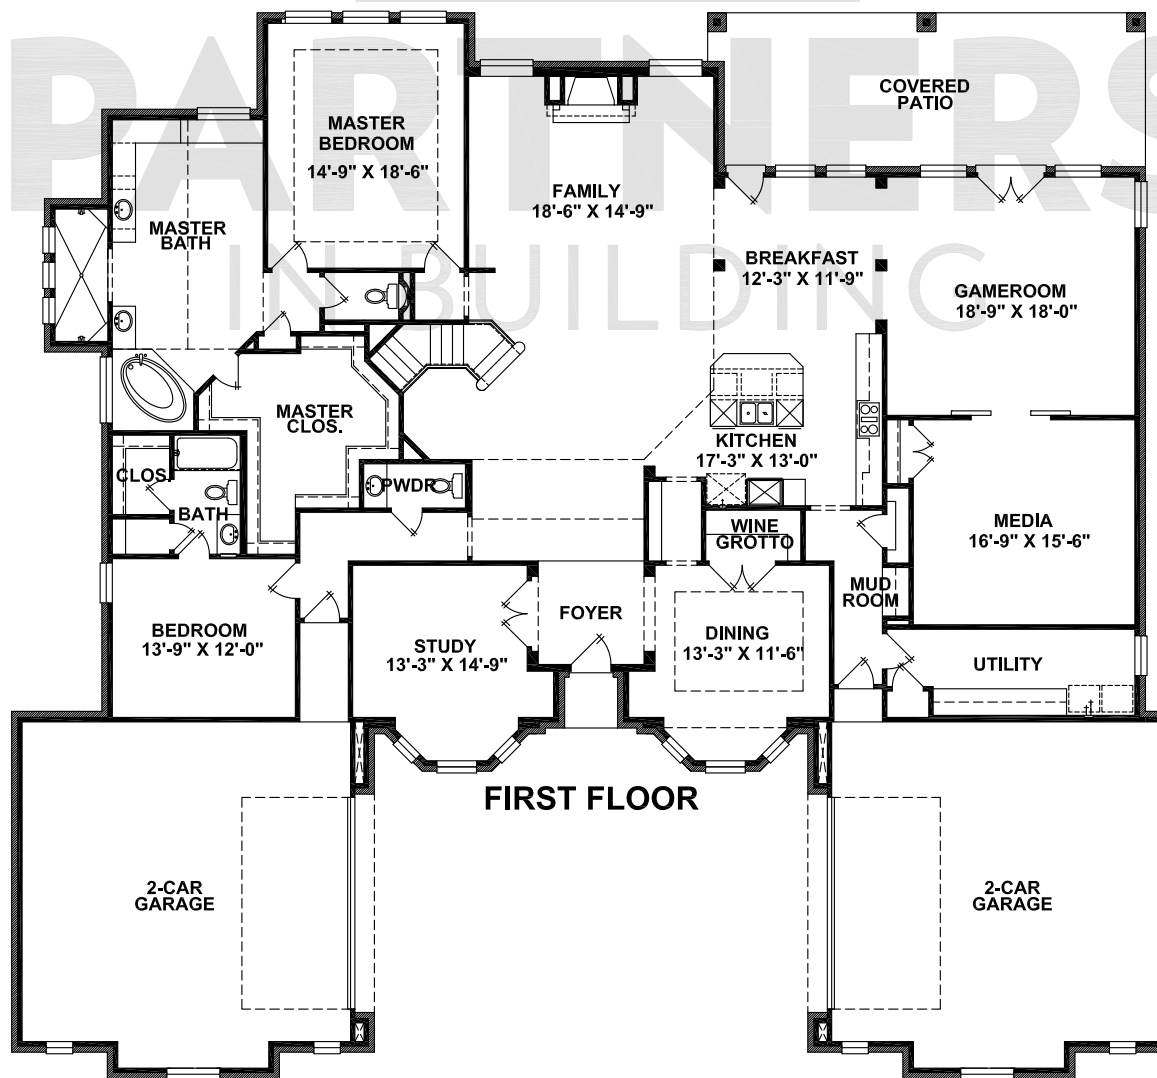 PARTNERS
IN BUILDING
COVERED
PATIO
MASTER
BEDROOM
14'-9" X 18'-6"
FAMILY
18'-6" X 14'-9"
MASTER
BATH
BREAKFAST
12'-3" X 11'-9"
GAMEROOM
18'-9" X 18'-0"
MASTER
CLOS.
KITCHEN
17'-3" X 13'-0"
CLOS.
PWDR
BATH
WINE
GROTTO
MEDIA
16'-9" X 15'-6"
MUD
ROOM
BEDROOM
13'-9" X 12'-0"
STUDY
13'-3" X 14'-9"
FOYER
DINING
13'-3" X 11'-6"
UTILITY
FIRST FLOOR
2-CAR
GARAGE
2-CAR
GARAGE